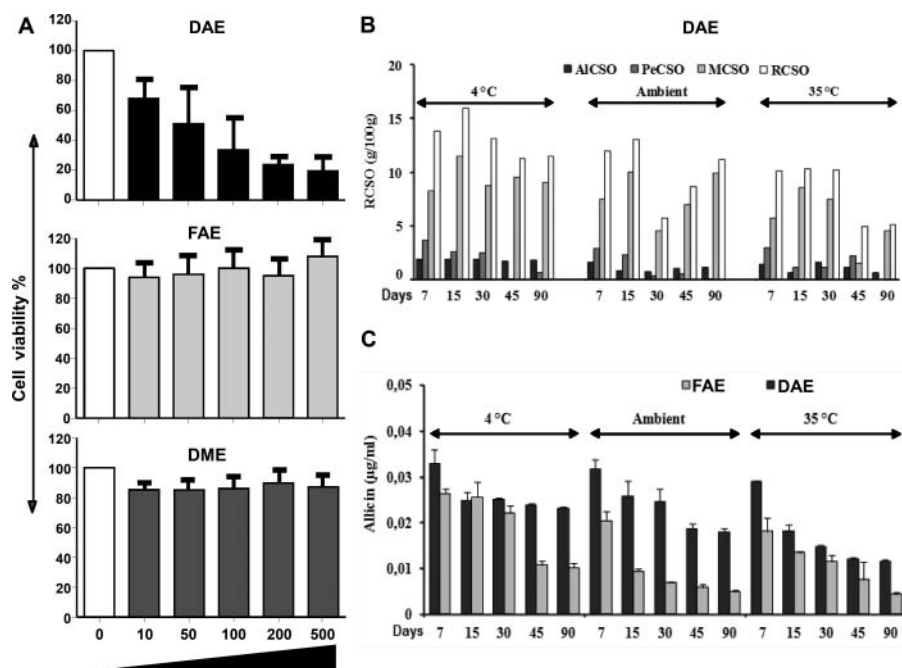 A
DAE
120
100
80
60
40
20
0
FAE
120
100
80
60
40
20
0
DME
120
100
80
60
40
20
0
Cell viability %
0 10 50 100 200 500
B
DAE
AlCSO PeCSO MCSO RCSO
20
15
10
5
0
RCSO (g/100g)
4 °C Ambient 35 °C
Days 7 15 30 45 90 7 15 30 45 90 7 15 30 45 90
C
FAE DAE
0,05
0,04
0,03
0,02
0,01
0
Allicin (µg/ml)
4 °C Ambient 35 °C
Days 7 15 30 45 90 7 15 30 45 90 7 15 30 45 90